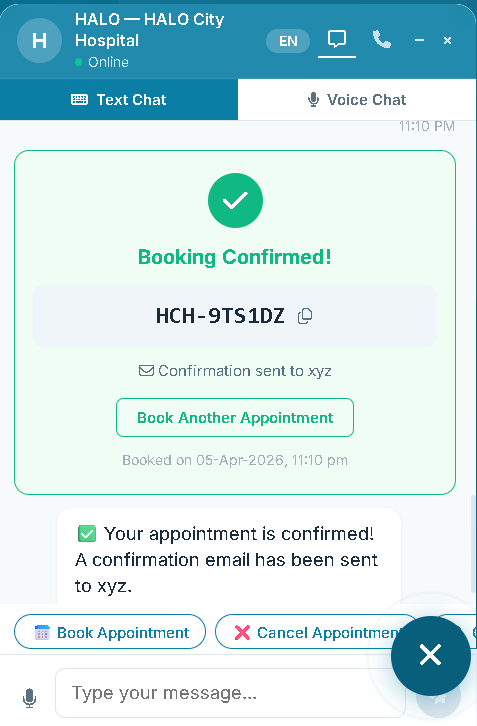 H
HALO — HALO City
Hospital
Online
EN
Text Chat
Voice Chat
11:10 PM
Booking Confirmed!
HCH-9TS1DZ
Confirmation sent to xyz
Book Another Appointment
Booked on 05-Apr-2026, 11:10 pm
Your appointment is confirmed!
A confirmation email has been sent
to xyz.
Book Appointment
Cancel Appointment
Type your message...